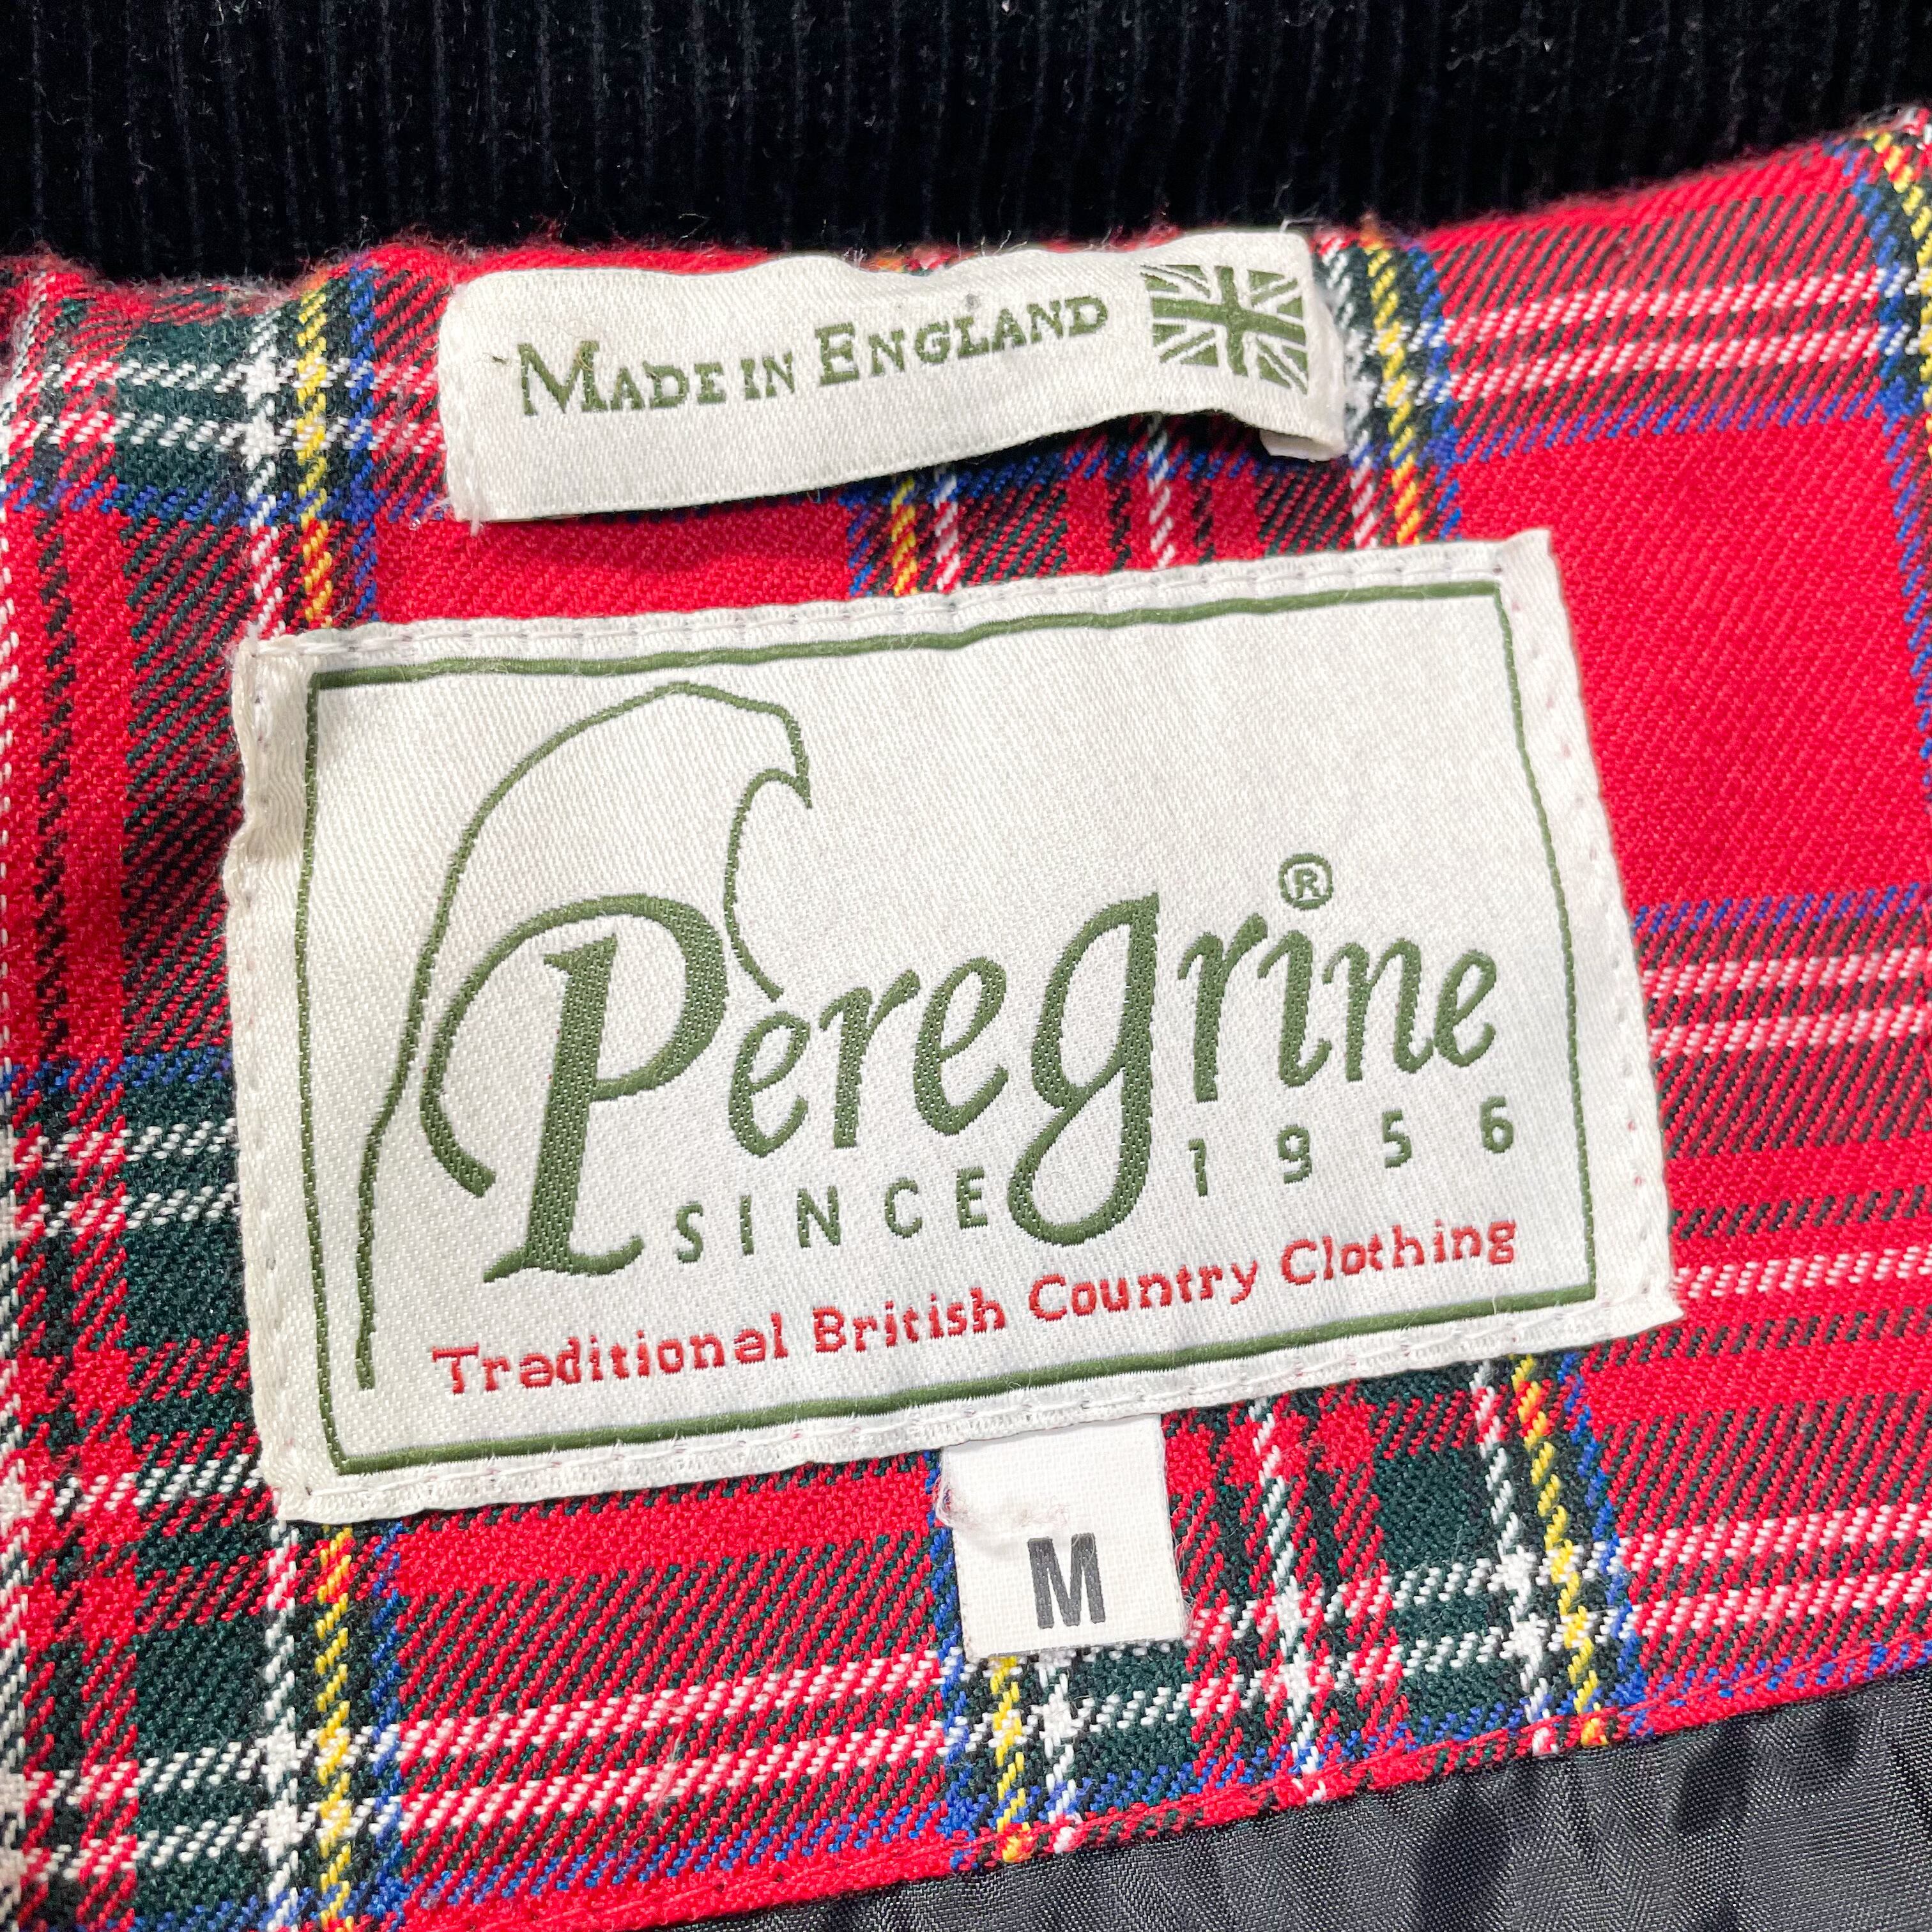 MADE IN ENGLAND
Peregrine®
SINCE 1956
Traditional British Country Clothing
M